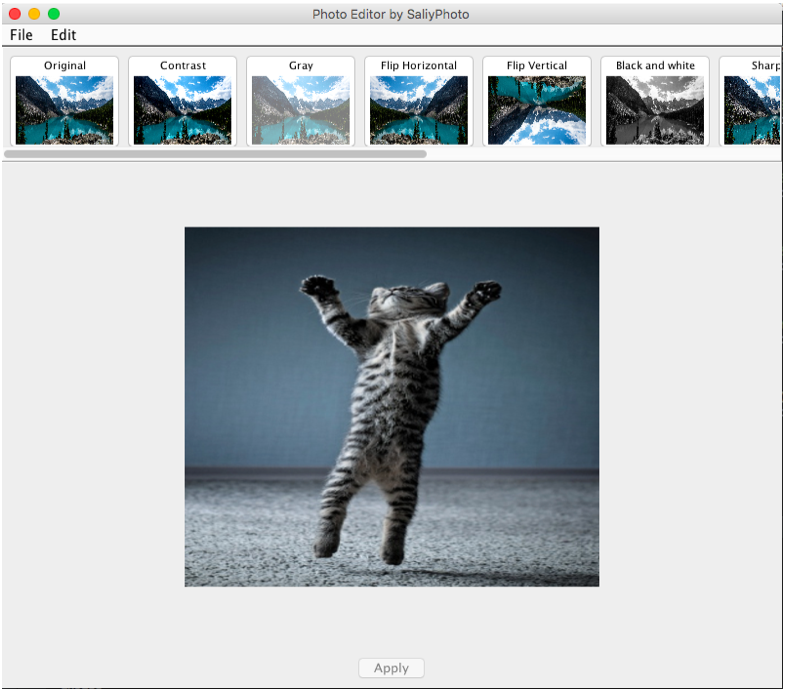 Photo Editor by SaliyPhoto
File Edit
Original Contrast Gray Flip Horizontal Flip Vertical Black and white Sharp
Apply